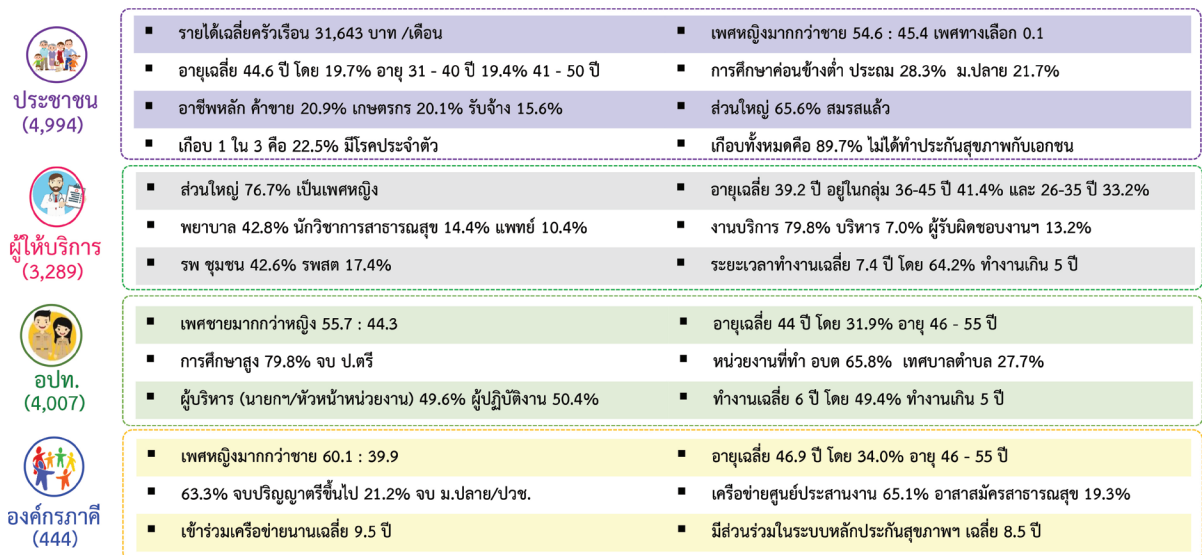 ประชาชน
(4,994)
▪ รายได้เฉลี่ยครัวเรือน 31,643 บาท /เดือน
▪ เพศหญิงมากกว่าชาย 54.6 : 45.4 เพศทางเลือก 0.1
▪ อายุเฉลี่ย 44.6 ปี โดย 19.7% อายุ 31 - 40 ปี 19.4% 41 - 50 ปี
▪ การศึกษาค่อนข้างต่ำ ประถม 28.3% ม.ปลาย 21.7%
▪ อาชีพหลัก ค้าขาย 20.9% เกษตรกร 20.1% รับจ้าง 15.6%
▪ ส่วนใหญ่ 65.6% สมรสแล้ว
▪ เกือบ 1 ใน 3 คือ 22.5% มีโรคประจำตัว
▪ เกือบทั้งหมดคือ 89.7% ไม่ได้ทำประกันสุขภาพกับเอกชน
ผู้ให้บริการ
(3,289)
▪ ส่วนใหญ่ 76.7% เป็นเพศหญิง
▪ อายุเฉลี่ย 39.2 ปี อยู่ในกลุ่ม 36-45 ปี 41.4% และ 26-35 ปี 33.2%
▪ พยาบาล 42.8% นักวิชาการสาธารณสุข 14.4% แพทย์ 10.4%
▪ งานบริการ 79.8% บริหาร 7.0% ผู้รับผิดชอบงานฯ 13.2%
▪ รพ ชุมชน 42.6% รพสต 17.4%
▪ ระยะเวลาทำงานเฉลี่ย 7.4 ปี โดย 64.2% ทำงานเกิน 5 ปี
อปท.
(4,007)
▪ เพศชายมากกว่าหญิง 55.7 : 44.3
▪ อายุเฉลี่ย 44 ปี โดย 31.9% อายุ 46 - 55 ปี
▪ การศึกษาสูง 79.8% จบ ป.ตรี
▪ หน่วยงานที่ทำ อบต 65.8% เทศบาลตำบล 27.7%
▪ ผู้บริหาร (นายกฯ/หัวหน้าหน่วยงาน) 49.6% ผู้ปฏิบัติงาน 50.4%
▪ ทำงานเฉลี่ย 6 ปี โดย 49.4% ทำงานเกิน 5 ปี
องค์กรภาคี
(444)
▪ เพศหญิงมากกว่าชาย 60.1 : 39.9
▪ อายุเฉลี่ย 46.9 ปี โดย 34.0% อายุ 46 - 55 ปี
▪ 63.3% จบปริญญาตรีขึ้นไป 21.2% จบ ม.ปลาย/ปวช.
▪ เครือข่ายศูนย์ประสานงาน 65.1% อาสาสมัครสาธารณสุข 19.3%
▪ เข้าร่วมเครือข่ายนานเฉลี่ย 9.5 ปี
▪ มีส่วนร่วมในระบบหลักประกันสุขภาพฯ เฉลี่ย 8.5 ปี